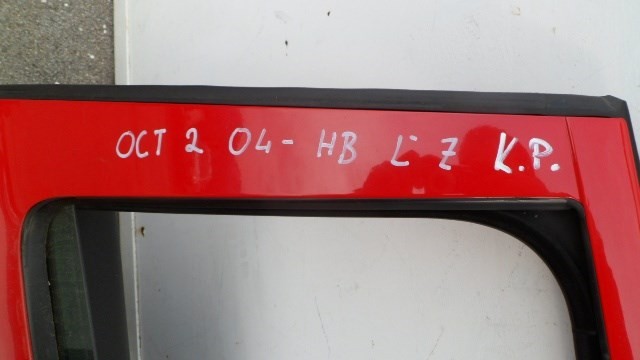 OCT 2 04- HB L Z K.P.